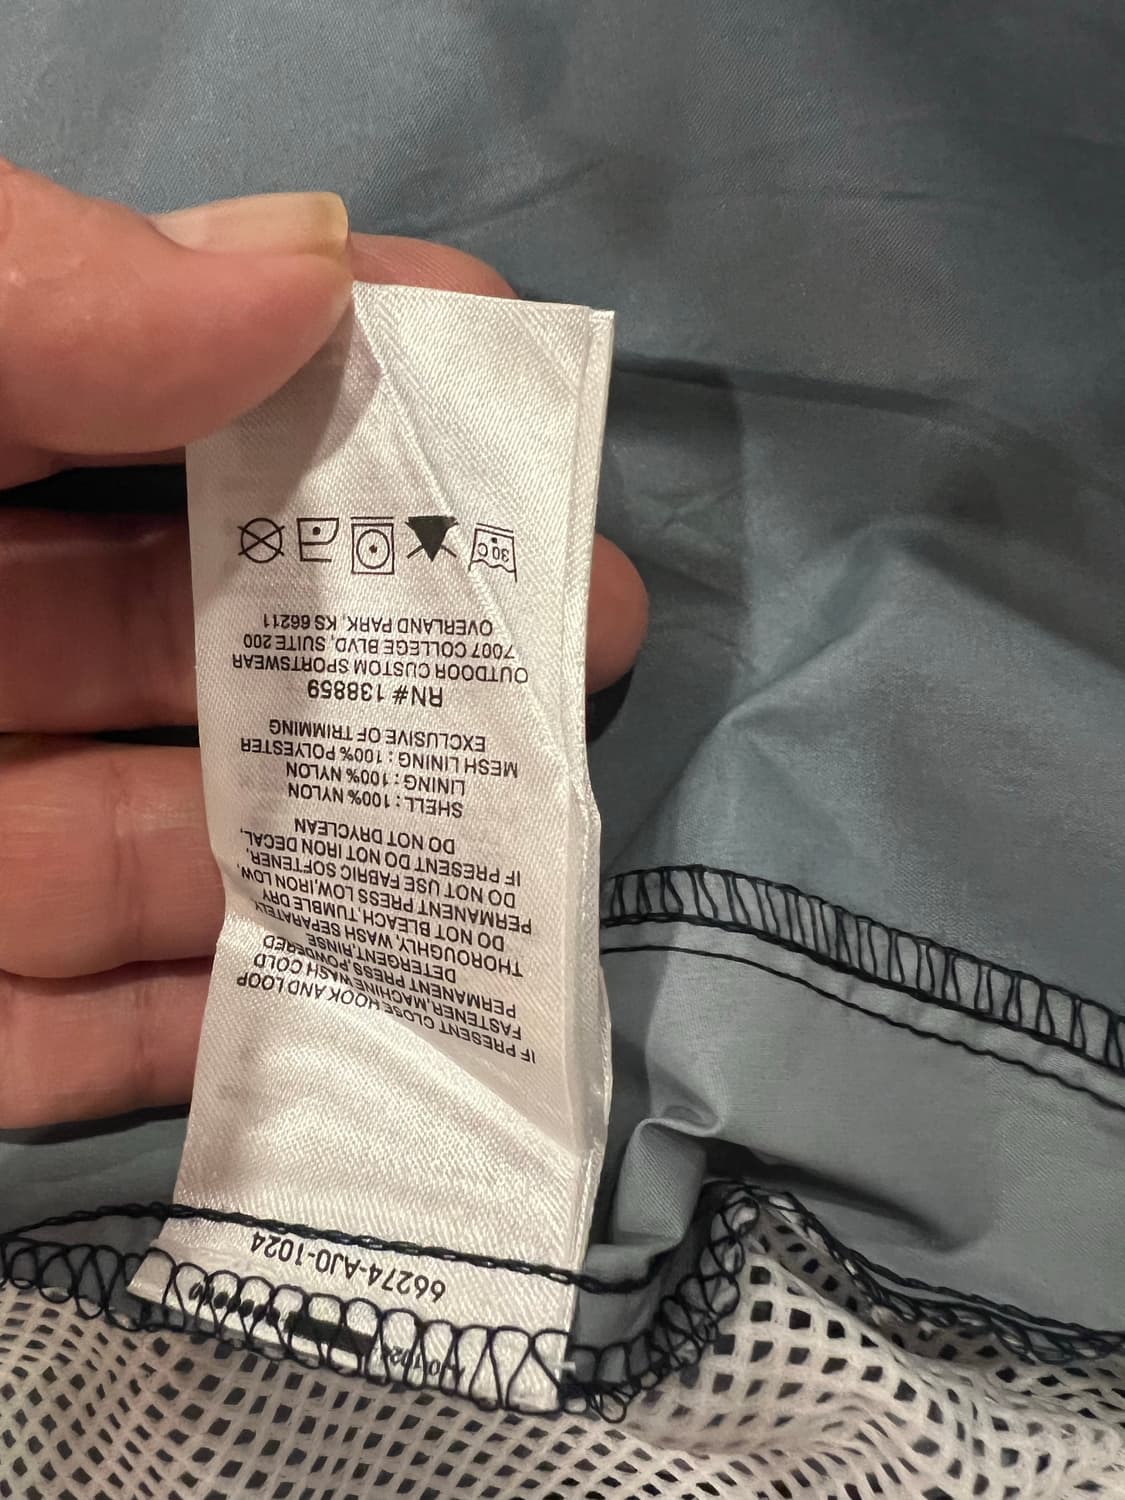 IF PRESENT CLOSE HOOK AND LOOP
FASTENER, MACHINE WASH COLD
PERMANENT PRESS, POWDERED
DETERGENT, RINSE
THOROUGHLY, WASH SEPARATELY
DO NOT BLEACH, TUMBLE DRY
PERMANENT PRESS LOW, IRON LOW,
DO NOT USE FABRIC SOFTENER,
IF PRESENT DO NOT IRON DECAL,
DO NOT DRYCLEAN
SHELL : 100% NYLON
LINING : 100% NYLON
MESH LINING : 100% POLYESTER
EXCLUSIVE OF TRIMMING
RN# 138859
OUTDOOR CUSTOM SPORTSWEAR
7007 COLLEGE BLVD, SUITE 200
OVERLAND PARK, KS 66211
30 C
66274-AJ0-1024